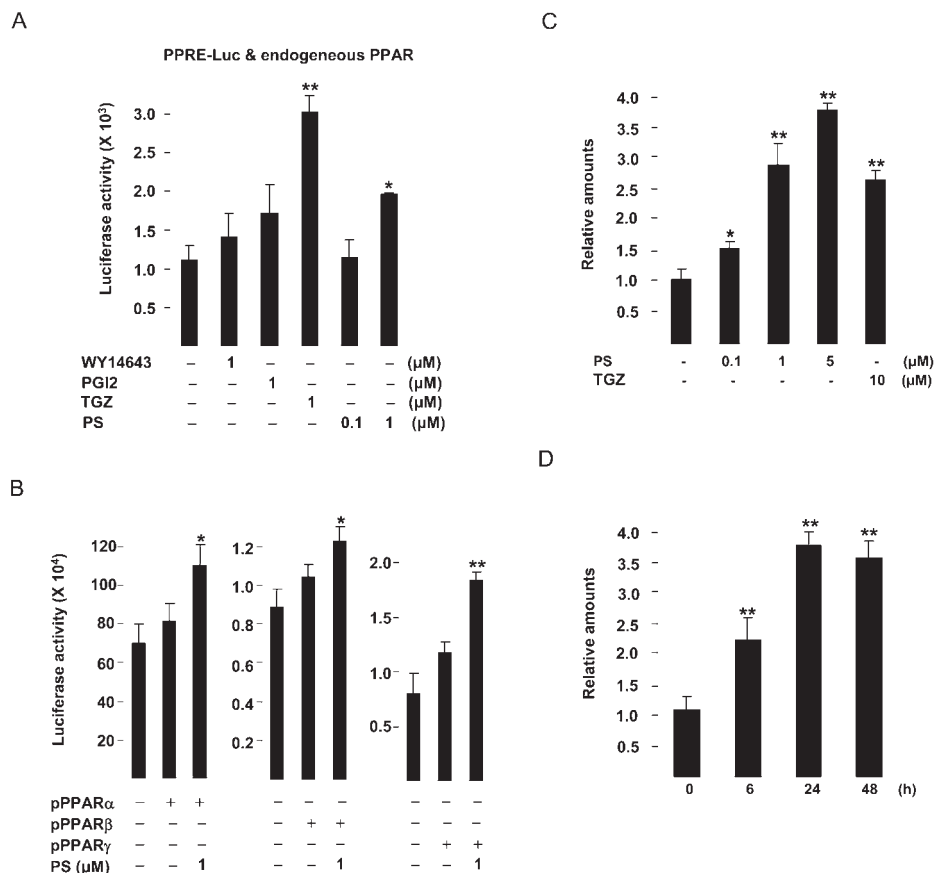 A
PPRE-Luc & endogeneous PPAR
Luciferase activity (X 10³)
3.0
2.5
2.0
1.5
1.0
0.5
** *
WY14643 – 1 – – – – (µM)
PGI2 – – 1 – – – (µM)
TGZ – – – 1 – – (µM)
PS – – – – 0.1 1 (µM)
B
Luciferase activity (X 10⁴)
120
100
80
60
40
20
*
1.2
1.0
0.8
0.6
0.4
0.2
*
2.0
1.5
1.0
0.5
**
pPPARα – + + – – – – – –
pPPARβ – – – – + + – – –
pPPARγ – – – – – – – + +
PS (µM) – – 1 – – 1 – – 1
C
Relative amounts
4.0
3.5
3.0
2.5
2.0
1.5
1.0
0.5
* ** ** **
PS - 0.1 1 5 - (µM)
TGZ - - - - 10 (µM)
D
Relative amounts
4.0
3.5
3.0
2.5
2.0
1.5
1.0
0.5
** ** **
0 6 24 48 (h)